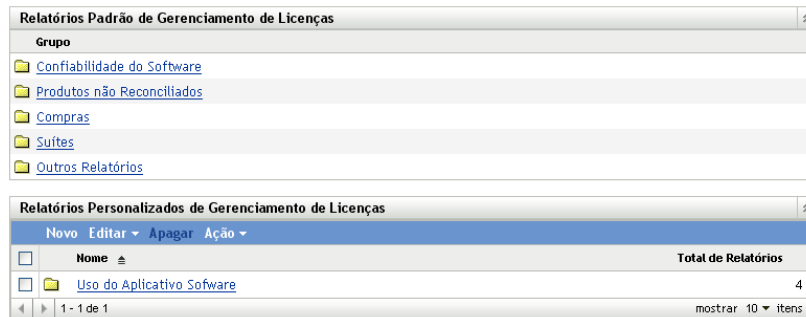 Relatórios Padrão de Gerenciamento de Licenças
Grupo
Confiabilidade do Software
Produtos não Reconciliados
Compras
Suítes
Outros Relatórios
Relatórios Personalizados de Gerenciamento de Licenças
Novo Editar Apagar Ação
Nome Total de Relatórios
Uso do Aplicativo Sofware 4
1 - 1 de 1 mostrar 10 itens